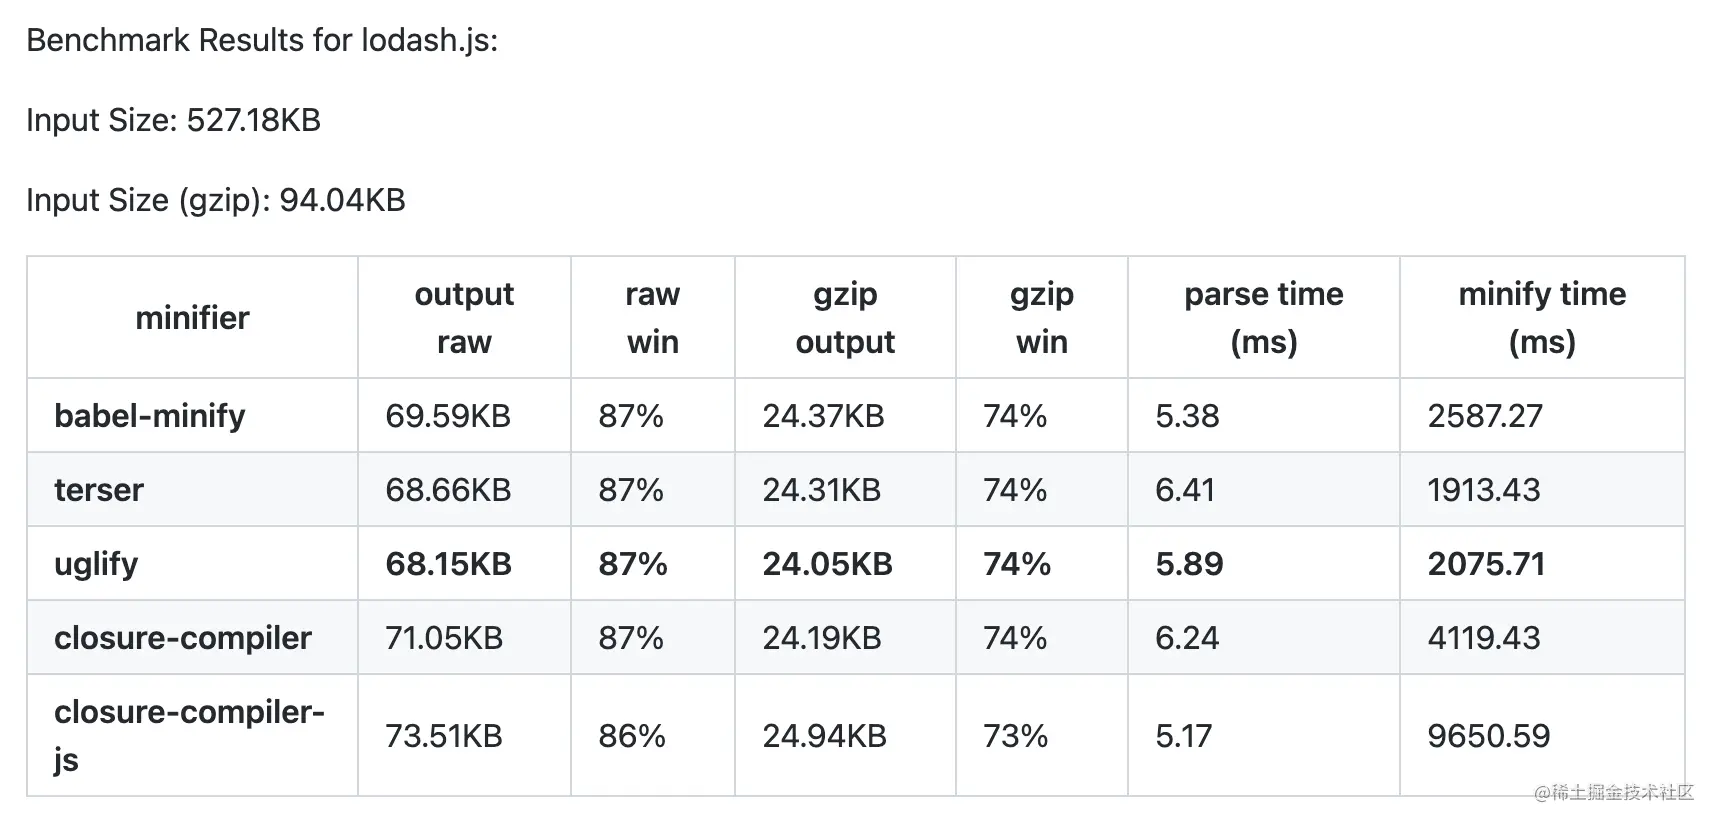 Benchmark Results for lodash.js:
Input Size: 527.18KB
Input Size (gzip): 94.04KB
minifier output raw raw win gzip output gzip win parse time (ms) minify time (ms)
babel-minify 69.59KB 87% 24.37KB 74% 5.38 2587.27
terser 68.66KB 87% 24.31KB 74% 6.41 1913.43
uglify 68.15KB 87% 24.05KB 74% 5.89 2075.71
closure-compiler 71.05KB 87% 24.19KB 74% 6.24 4119.43
closure-compiler-js 73.51KB 86% 24.94KB 73% 5.17 9650.59
@稀土掘金技术社区